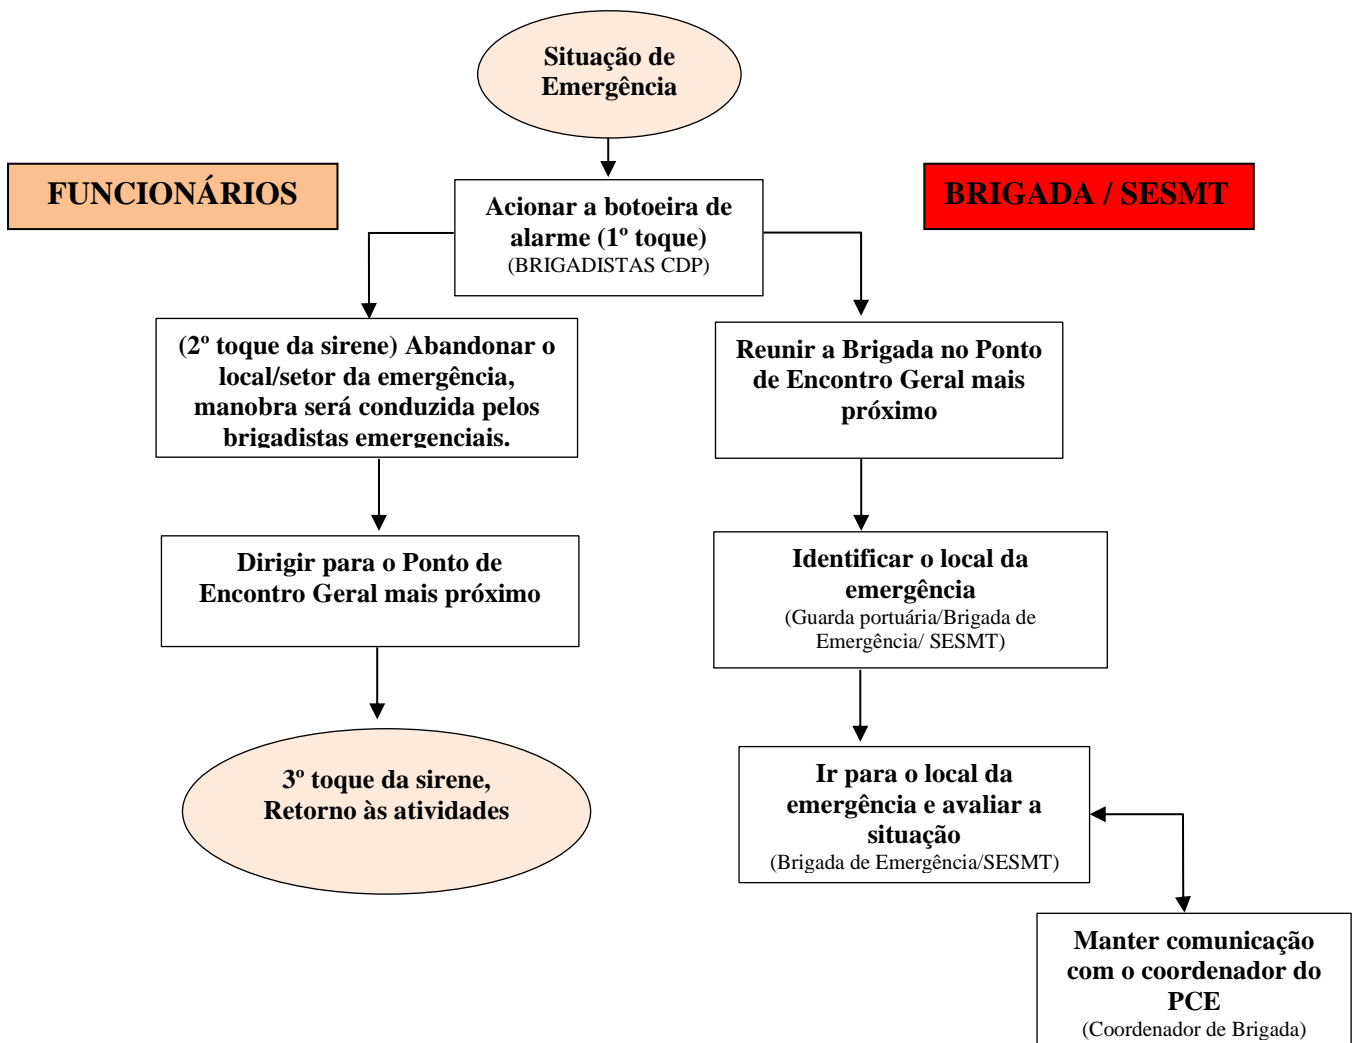 Situação de
Emergência
FUNCIONÁRIOS
BRIGADA / SESMT
Acionar a botoeira de
alarme (1º toque)
(BRIGADISTAS CDP)
(2º toque da sirene) Abandonar o
local/setor da emergência,
manobra será conduzida pelos
brigadistas emergenciais.
Reunir a Brigada no Ponto
de Encontro Geral mais
próximo
Dirigir para o Ponto de
Encontro Geral mais próximo
Identificar o local da
emergência
(Guarda portuária/Brigada de
Emergência/ SESMT)
3º toque da sirene,
Retorno às atividades
Ir para o local da
emergência e avaliar a
situação
(Brigada de Emergência/SESMT)
Manter comunicação
com o coordenador do
PCE
(Coordenador de Brigada)